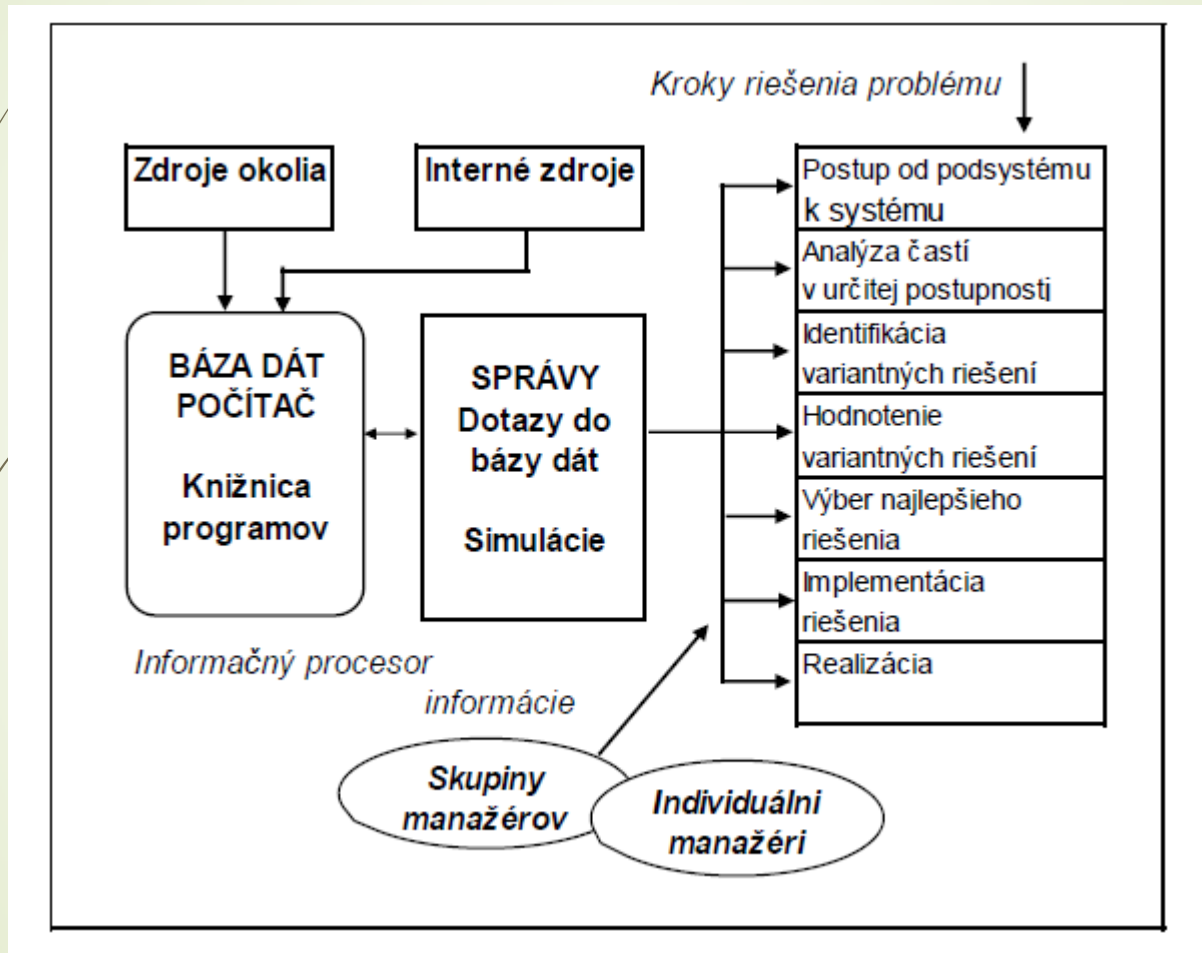 Kroky riešenia problému
Zdroje okolia
Interné zdroje
BÁZA DÁT
POČÍTAČ
Knižnica
programov
SPRÁVY
Dotazy do
bázy dát
Simulácie
Postup od podsystému
k systému
Analýza častí
v určitej postupnosti
Identifikácia
variantných riešení
Hodnotenie
variantných riešení
Výber najlepšieho
riešenia
Implementácia
riešenia
Realizácia
Informačný procesor
informácie
Skupiny
manažérov
Individuálni
manažéri